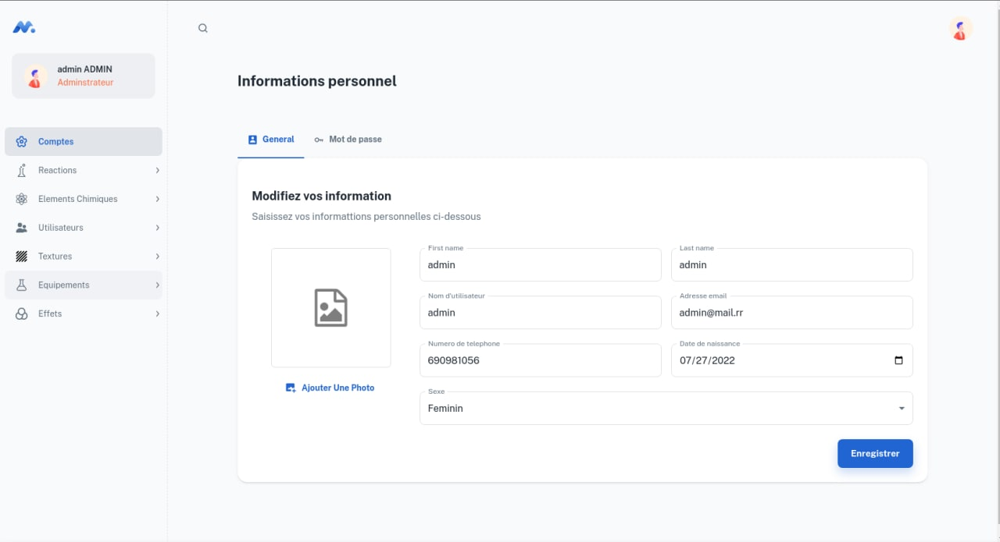 admin ADMIN
Adminstrateur
Comptes
Reactions
Elements Chimiques
Utilisateurs
Textures
Equipements
Effets
Informations personnel
General
Mot de passe
Modifiez vos information
Saisissez vos informattions personnelles ci-dessous
Ajouter Une Photo
First name
admin
Last name
admin
Nom d'utilisateur
admin
Adresse email
admin@mail.rr
Numero de telephone
690981056
Date de naissance
07/27/2022
Sexe
Feminin
Enregistrer